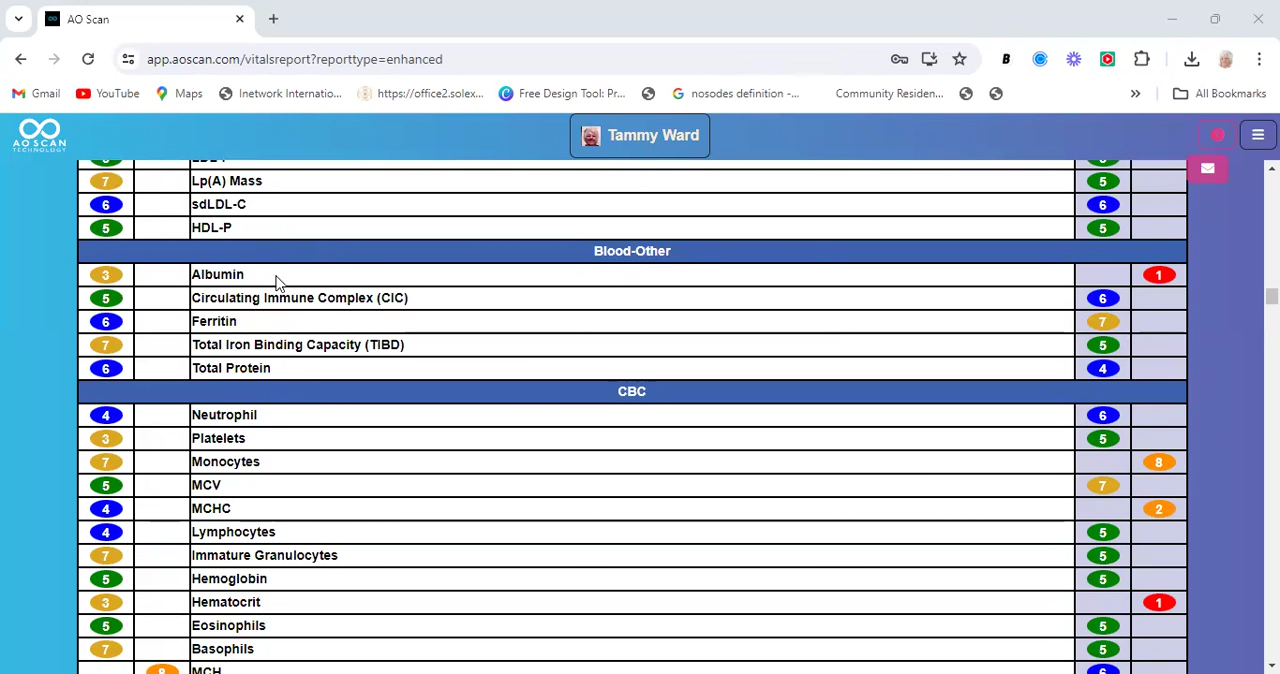 AO Scan
app.aoscan.com/vitalsreport?reporttype=enhanced
B
Gmail YouTube Maps Inetwork Internatio... https://office2.solex... Free Design Tool: Pr... nosodes definition -... Community Residen... » All Bookmarks
AO SCAN
TECHNOLOGY
Tammy Ward
7 Lp(A) Mass 5
6 sdLDL-C 6
5 HDL-P 5
Blood-Other
3 Albumin 1
5 Circulating Immune Complex (CIC) 6
6 Ferritin 7
7 Total Iron Binding Capacity (TIBD) 5
6 Total Protein 4
CBC
4 Neutrophil 6
3 Platelets 5
7 Monocytes 8
5 MCV 7
4 MCHC 2
4 Lymphocytes 5
7 Immature Granulocytes 5
5 Hemoglobin 5
3 Hematocrit 1
5 Eosinophils 5
7 Basophils 5
8 MCH 6